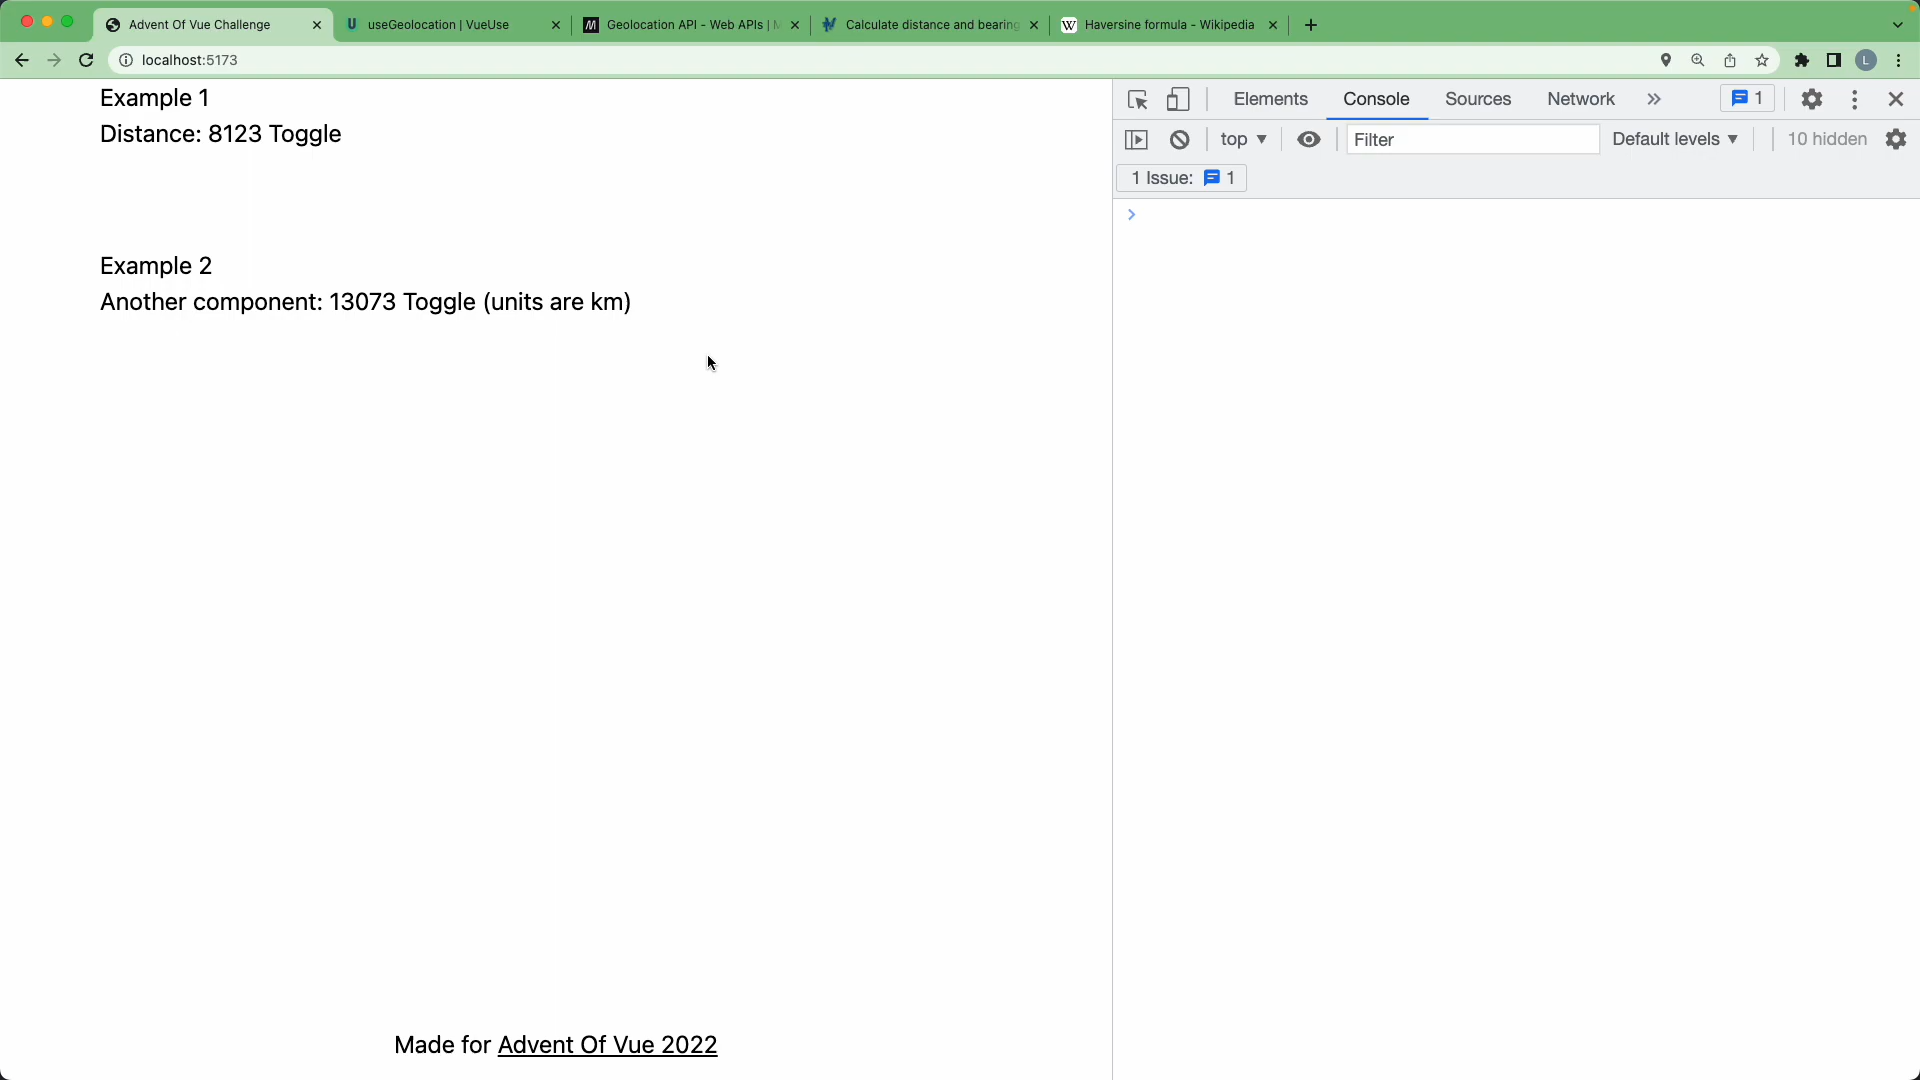 Advent Of Vue Challenge
useGeolocation | VueUse
Geolocation API - Web APIs |
Calculate distance and bearing
Haversine formula - Wikipedia
localhost:5173
L
Example 1
Distance: 8123 Toggle
Example 2
Another component: 13073 Toggle (units are km)
Made for Advent Of Vue 2022
Elements
Console
Sources
Network
1
top
Filter
Default levels
10 hidden
1 Issue: 1